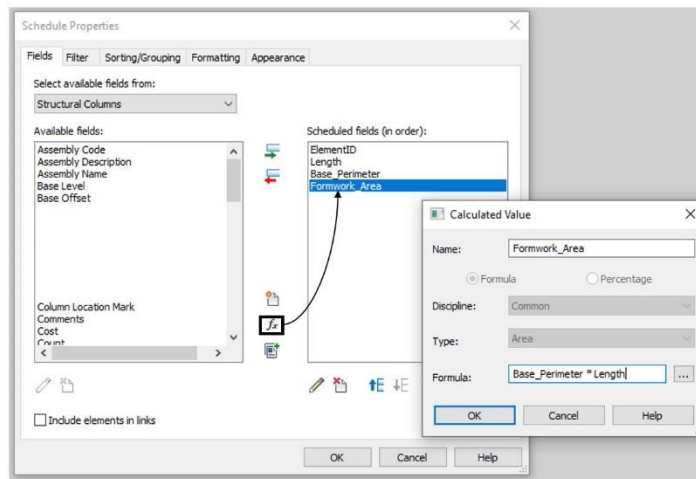 Schedule Properties
Fields Filter Sorting/Grouping Formatting Appearance
Select available fields from:
Structural Columns
Available fields:
Assembly Code
Assembly Description
Assembly Name
Base Level
Base Offset
Column Location Mark
Comments
Cost
Count
fx
Include elements in links
Scheduled fields (in order):
ElementID
Length
Base_Perimeter
Formwork_Area
OK Cancel Help
Calculated Value
Name: Formwork_Area
Formula Percentage
Discipline: Common
Type: Area
Formula: Base_Perimeter * Length ...
OK Cancel Help